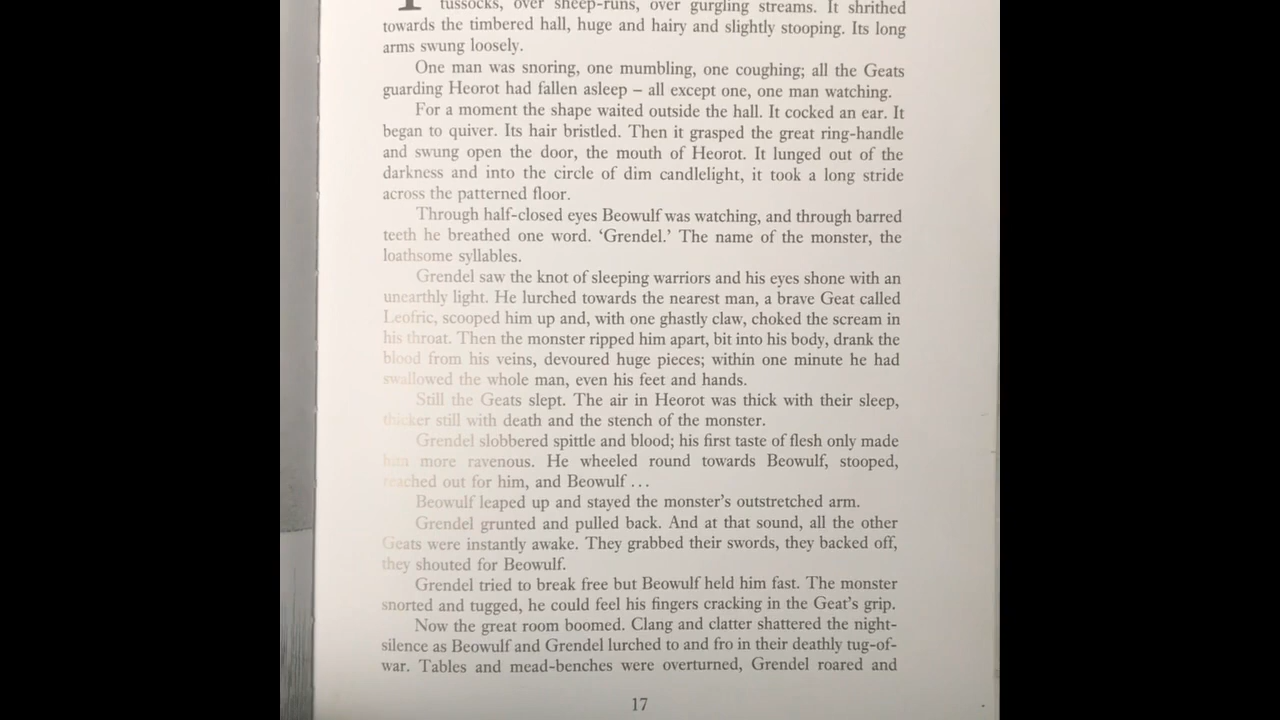 tussocks, over sheep-runs, over gurgling streams. It shrithed
towards the timbered hall, huge and hairy and slightly stooping. Its long
arms swung loosely.
One man was snoring, one mumbling, one coughing; all the Geats
guarding Heorot had fallen asleep – all except one, one man watching.
For a moment the shape waited outside the hall. It cocked an ear. It
began to quiver. Its hair bristled. Then it grasped the great ring-handle
and swung open the door, the mouth of Heorot. It lunged out of the
darkness and into the circle of dim candlelight, it took a long stride
across the patterned floor.
Through half-closed eyes Beowulf was watching, and through barred
teeth he breathed one word. ‘Grendel.’ The name of the monster, the
loathsome syllables.
Grendel saw the knot of sleeping warriors and his eyes shone with an
unearthly light. He lurched towards the nearest man, a brave Geat called
Leofric, scooped him up and, with one ghastly claw, choked the scream in
his throat. Then the monster ripped him apart, bit into his body, drank the
blood from his veins, devoured huge pieces; within one minute he had
swallowed the whole man, even his feet and hands.
Still the Geats slept. The air in Heorot was thick with their sleep,
thicker still with death and the stench of the monster.
Grendel slobbered spittle and blood; his first taste of flesh only made
him more ravenous. He wheeled round towards Beowulf, stooped,
reached out for him, and Beowulf ...
Beowulf leaped up and stayed the monster’s outstretched arm.
Grendel grunted and pulled back. And at that sound, all the other
Geats were instantly awake. They grabbed their swords, they backed off,
they shouted for Beowulf.
Grendel tried to break free but Beowulf held him fast. The monster
snorted and tugged, he could feel his fingers cracking in the Geat’s grip.
Now the great room boomed. Clang and clatter shattered the night-
silence as Beowulf and Grendel lurched to and fro in their deathly tug-of-
war. Tables and mead-benches were overturned, Grendel roared and
17